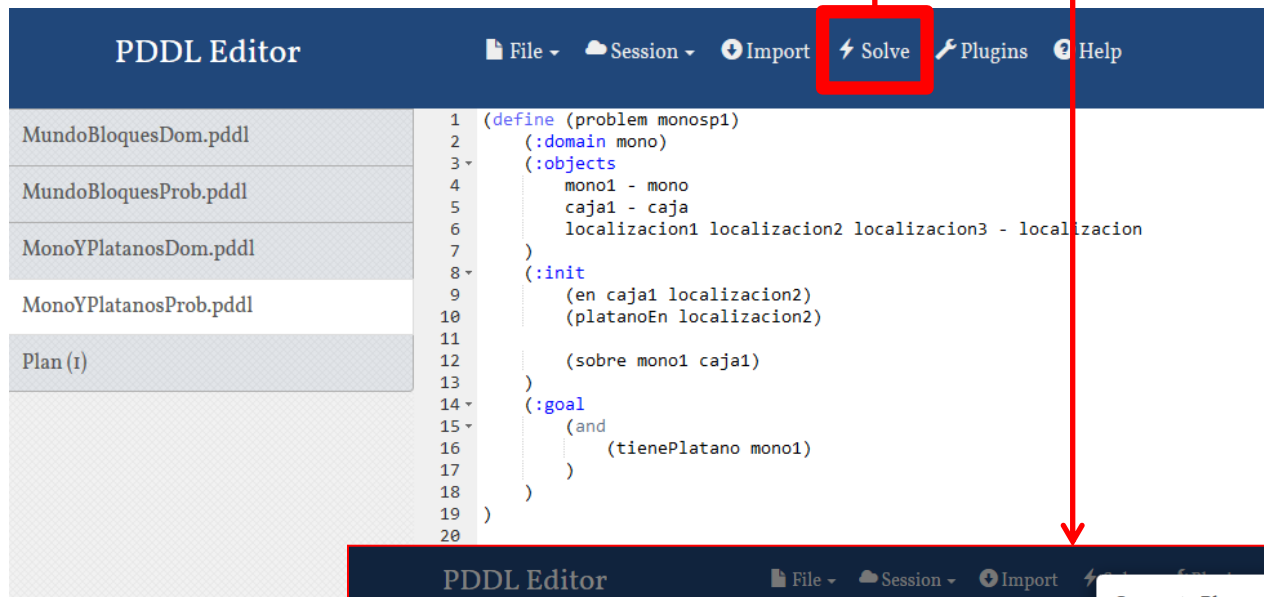 PDDL Editor File Session Import Solve Plugins Help
MundoBloquesDom.pddl
MundoBloquesProb.pddl
MonoYPlatanosDom.pddl
MonoYPlatanosProb.pddl
Plan (1)
1 (define (problem monosp1)
2 (:domain mono)
3 (:objects
4 mono1 - mono
5 caja1 - caja
6 localizacion1 localizacion2 localizacion3 - localizacion
7 )
8 (:init
9 (en caja1 localizacion2)
10 (platanoEn localizacion2)
11
12 (sobre mono1 caja1)
13 )
14 (:goal
15 (and
16 (tienePlatano mono1)
17 )
18 )
19 )
20
PDDL Editor File Session Import